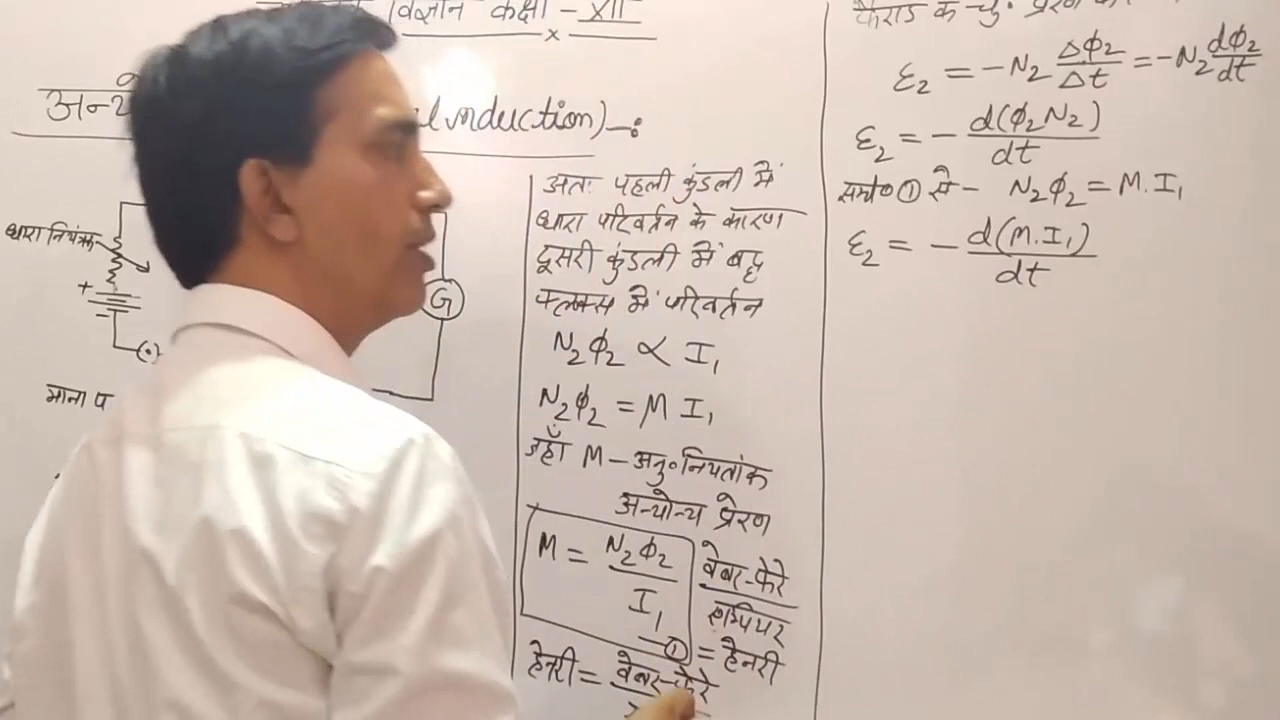 विज्ञान कक्षा - XII
x
अन्यो
induction) -:
धारा नियंत्रक
+
-
G
माना प
अतः पहली कुंडली में
धारा परिवर्तन के कारण
दूसरी कुंडली में बद्ध
फ्लक्स में परिवर्तन
N₂ϕ₂ ∝ I₁
N₂ϕ₂ = M I₁
जहाँ M - अनु० नियतांक
अन्योन्य प्रेरण
M = N₂ϕ₂ / I₁ ①
वेबर-फेरे / एम्पियर
= हेनरी
हेनरी = वेबर-फेरे
फैराडे के चु० प्रेरण
ε₂ = -N₂ Δϕ₂/Δt = -N₂ dϕ₂/dt
ε₂ = - d(ϕ₂N₂)/dt
समी० ① से - N₂ϕ₂ = M.I₁
ε₂ = - d(M.I₁)/dt